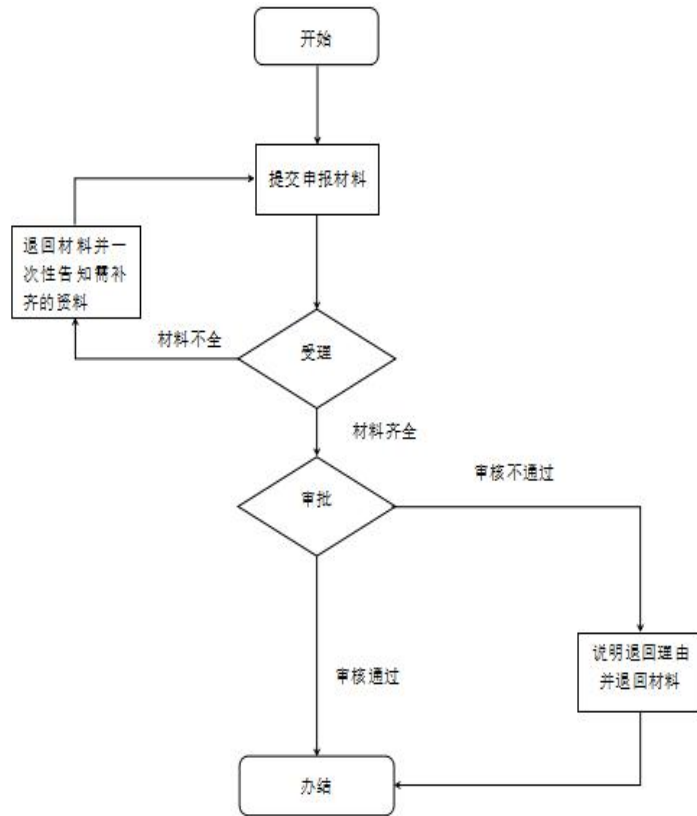 开始
提交申报材料
退回材料并一
次性告知需补
齐的资料
材料不全
受理
材料齐全
审批
审核不通过
说明退回理由
并退回材料
审核通过
办结